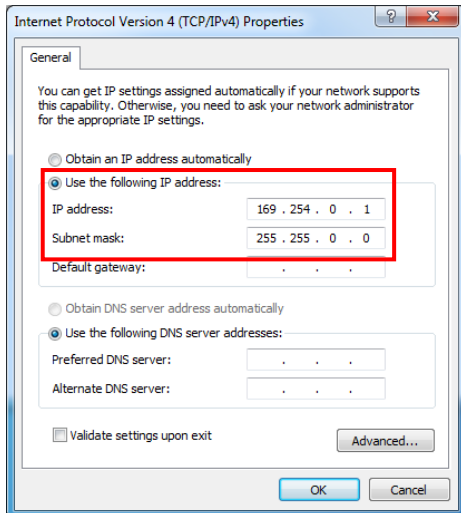 Internet Protocol Version 4 (TCP/IPv4) Properties
General
You can get IP settings assigned automatically if your network supports
this capability. Otherwise, you need to ask your network administrator
for the appropriate IP settings.
Obtain an IP address automatically
Use the following IP address:
IP address: 169 . 254 . 0 . 1
Subnet mask: 255 . 255 . 0 . 0
Default gateway: . . .
Obtain DNS server address automatically
Use the following DNS server addresses:
Preferred DNS server: . . .
Alternate DNS server: . . .
Validate settings upon exit
Advanced...
OK Cancel